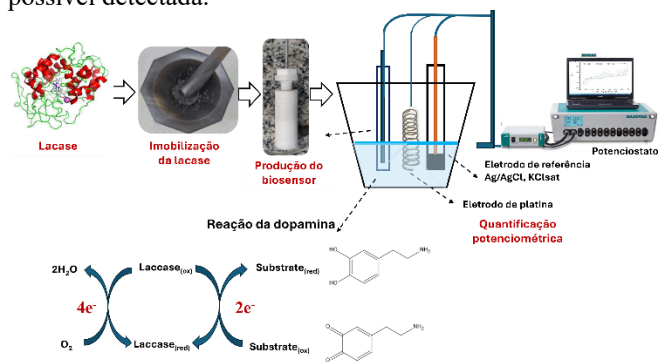 possível detectada.
Lacase
Imobilização
da lacase
Produção do
biosensor
Eletrodo de referência
Ag/AgCl, KClsat
Potenciostato
Eletrodo de platina
Quantificação
potenciométrica
Reação da dopamina
2H₂O
Laccase(ox)
Substrate(red)
HO
HO
NH₂
4e⁻
2e⁻
O₂
Laccase(red)
Substrate(ox)
O
O
NH₂